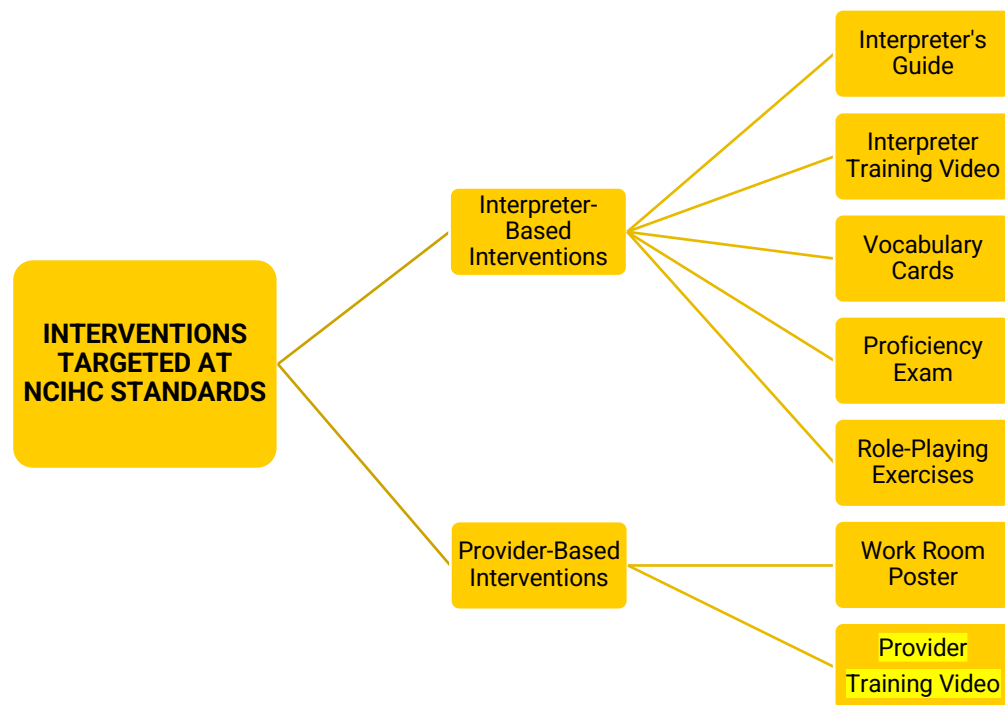 INTERVENTIONS
TARGETED AT
NCIHC STANDARDS
Interpreter-
Based
Interventions
Interpreter's
Guide
Interpreter
Training Video
Vocabulary
Cards
Proficiency
Exam
Role-Playing
Exercises
Provider-Based
Interventions
Work Room
Poster
Provider
Training Video